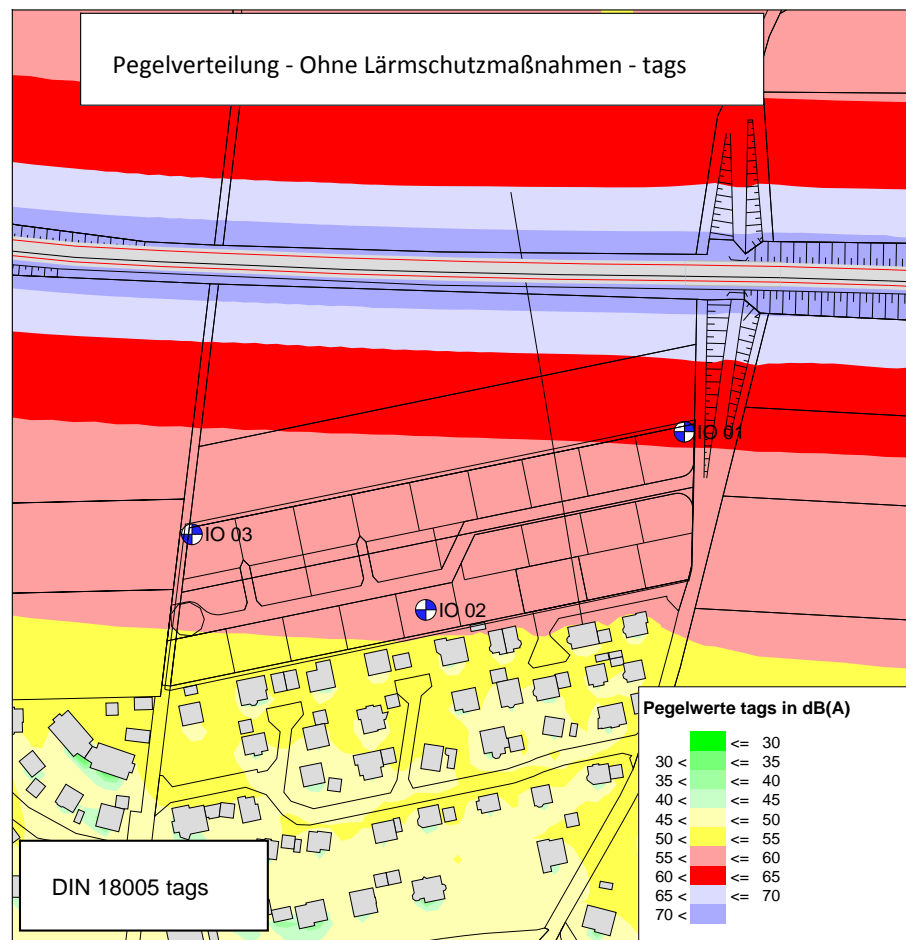 Pegelverteilung - Ohne Lärmschutzmaßnahmen - tags
IO 01
IO 03
IO 02
Pegelwerte tags in dB(A)
<= 30
30 < <= 35
35 < <= 40
40 < <= 45
45 < <= 50
50 < <= 55
55 < <= 60
60 < <= 65
65 < <= 70
70 <
DIN 18005 tags